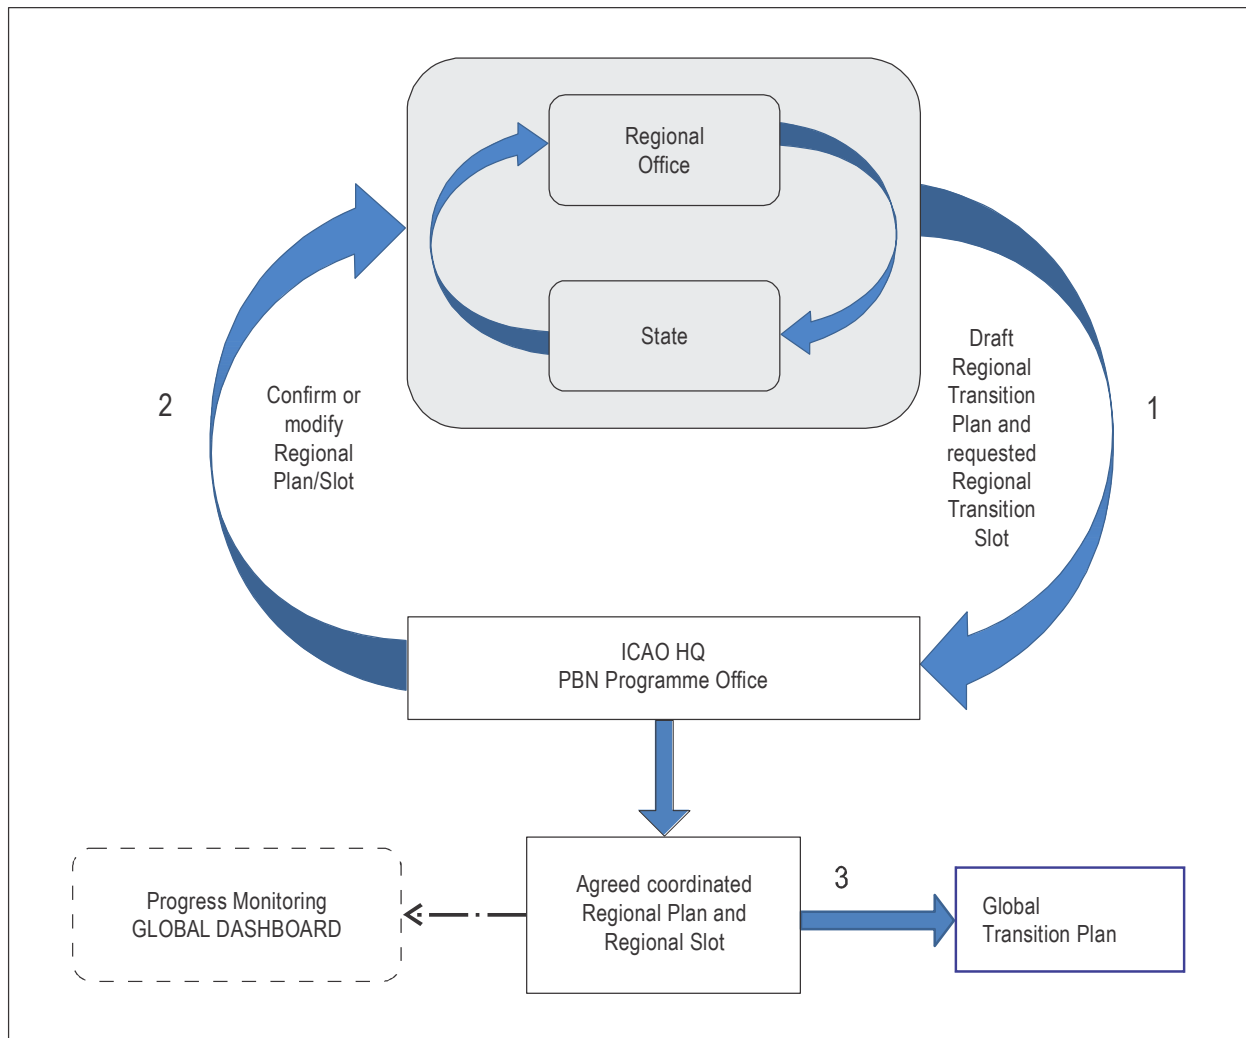 Regional
Office
State
2
Confirm or
modify
Regional
Plan/Slot
Draft
Regional
Transition
Plan and
requested
Regional
Transition
Slot
1
ICAO HQ
PBN Programme Office
Progress Monitoring
GLOBAL DASHBOARD
Agreed coordinated
Regional Plan and
Regional Slot
3
Global
Transition Plan